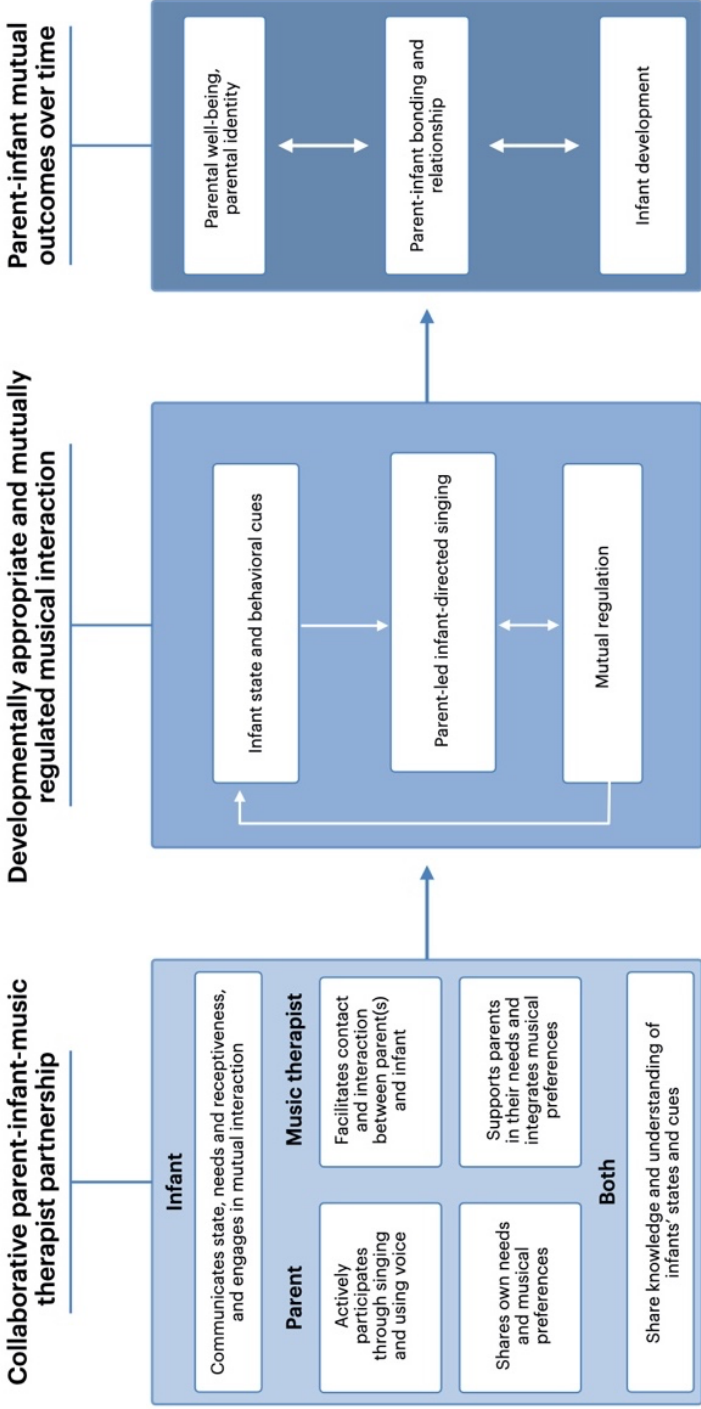 Collaborative parent-infant-music
therapist partnership
Infant
Communicates state, needs and receptiveness,
and engages in mutual interaction
Parent
Actively
participates
through singing
and using voice
Shares own needs
and musical
preferences
Music therapist
Facilitates contact
and interaction
between parent(s)
and infant
Supports parents
in their needs and
integrates musical
preferences
Both
Share knowledge and understanding of
infants’ states and cues
Developmentally appropriate and mutually
regulated musical interaction
Infant state and behavioral cues
Parent-led infant-directed singing
Mutual regulation
Parent-infant mutual
outcomes over time
Parental well-being,
parental identity
Parent-infant bonding and
relationship
Infant development